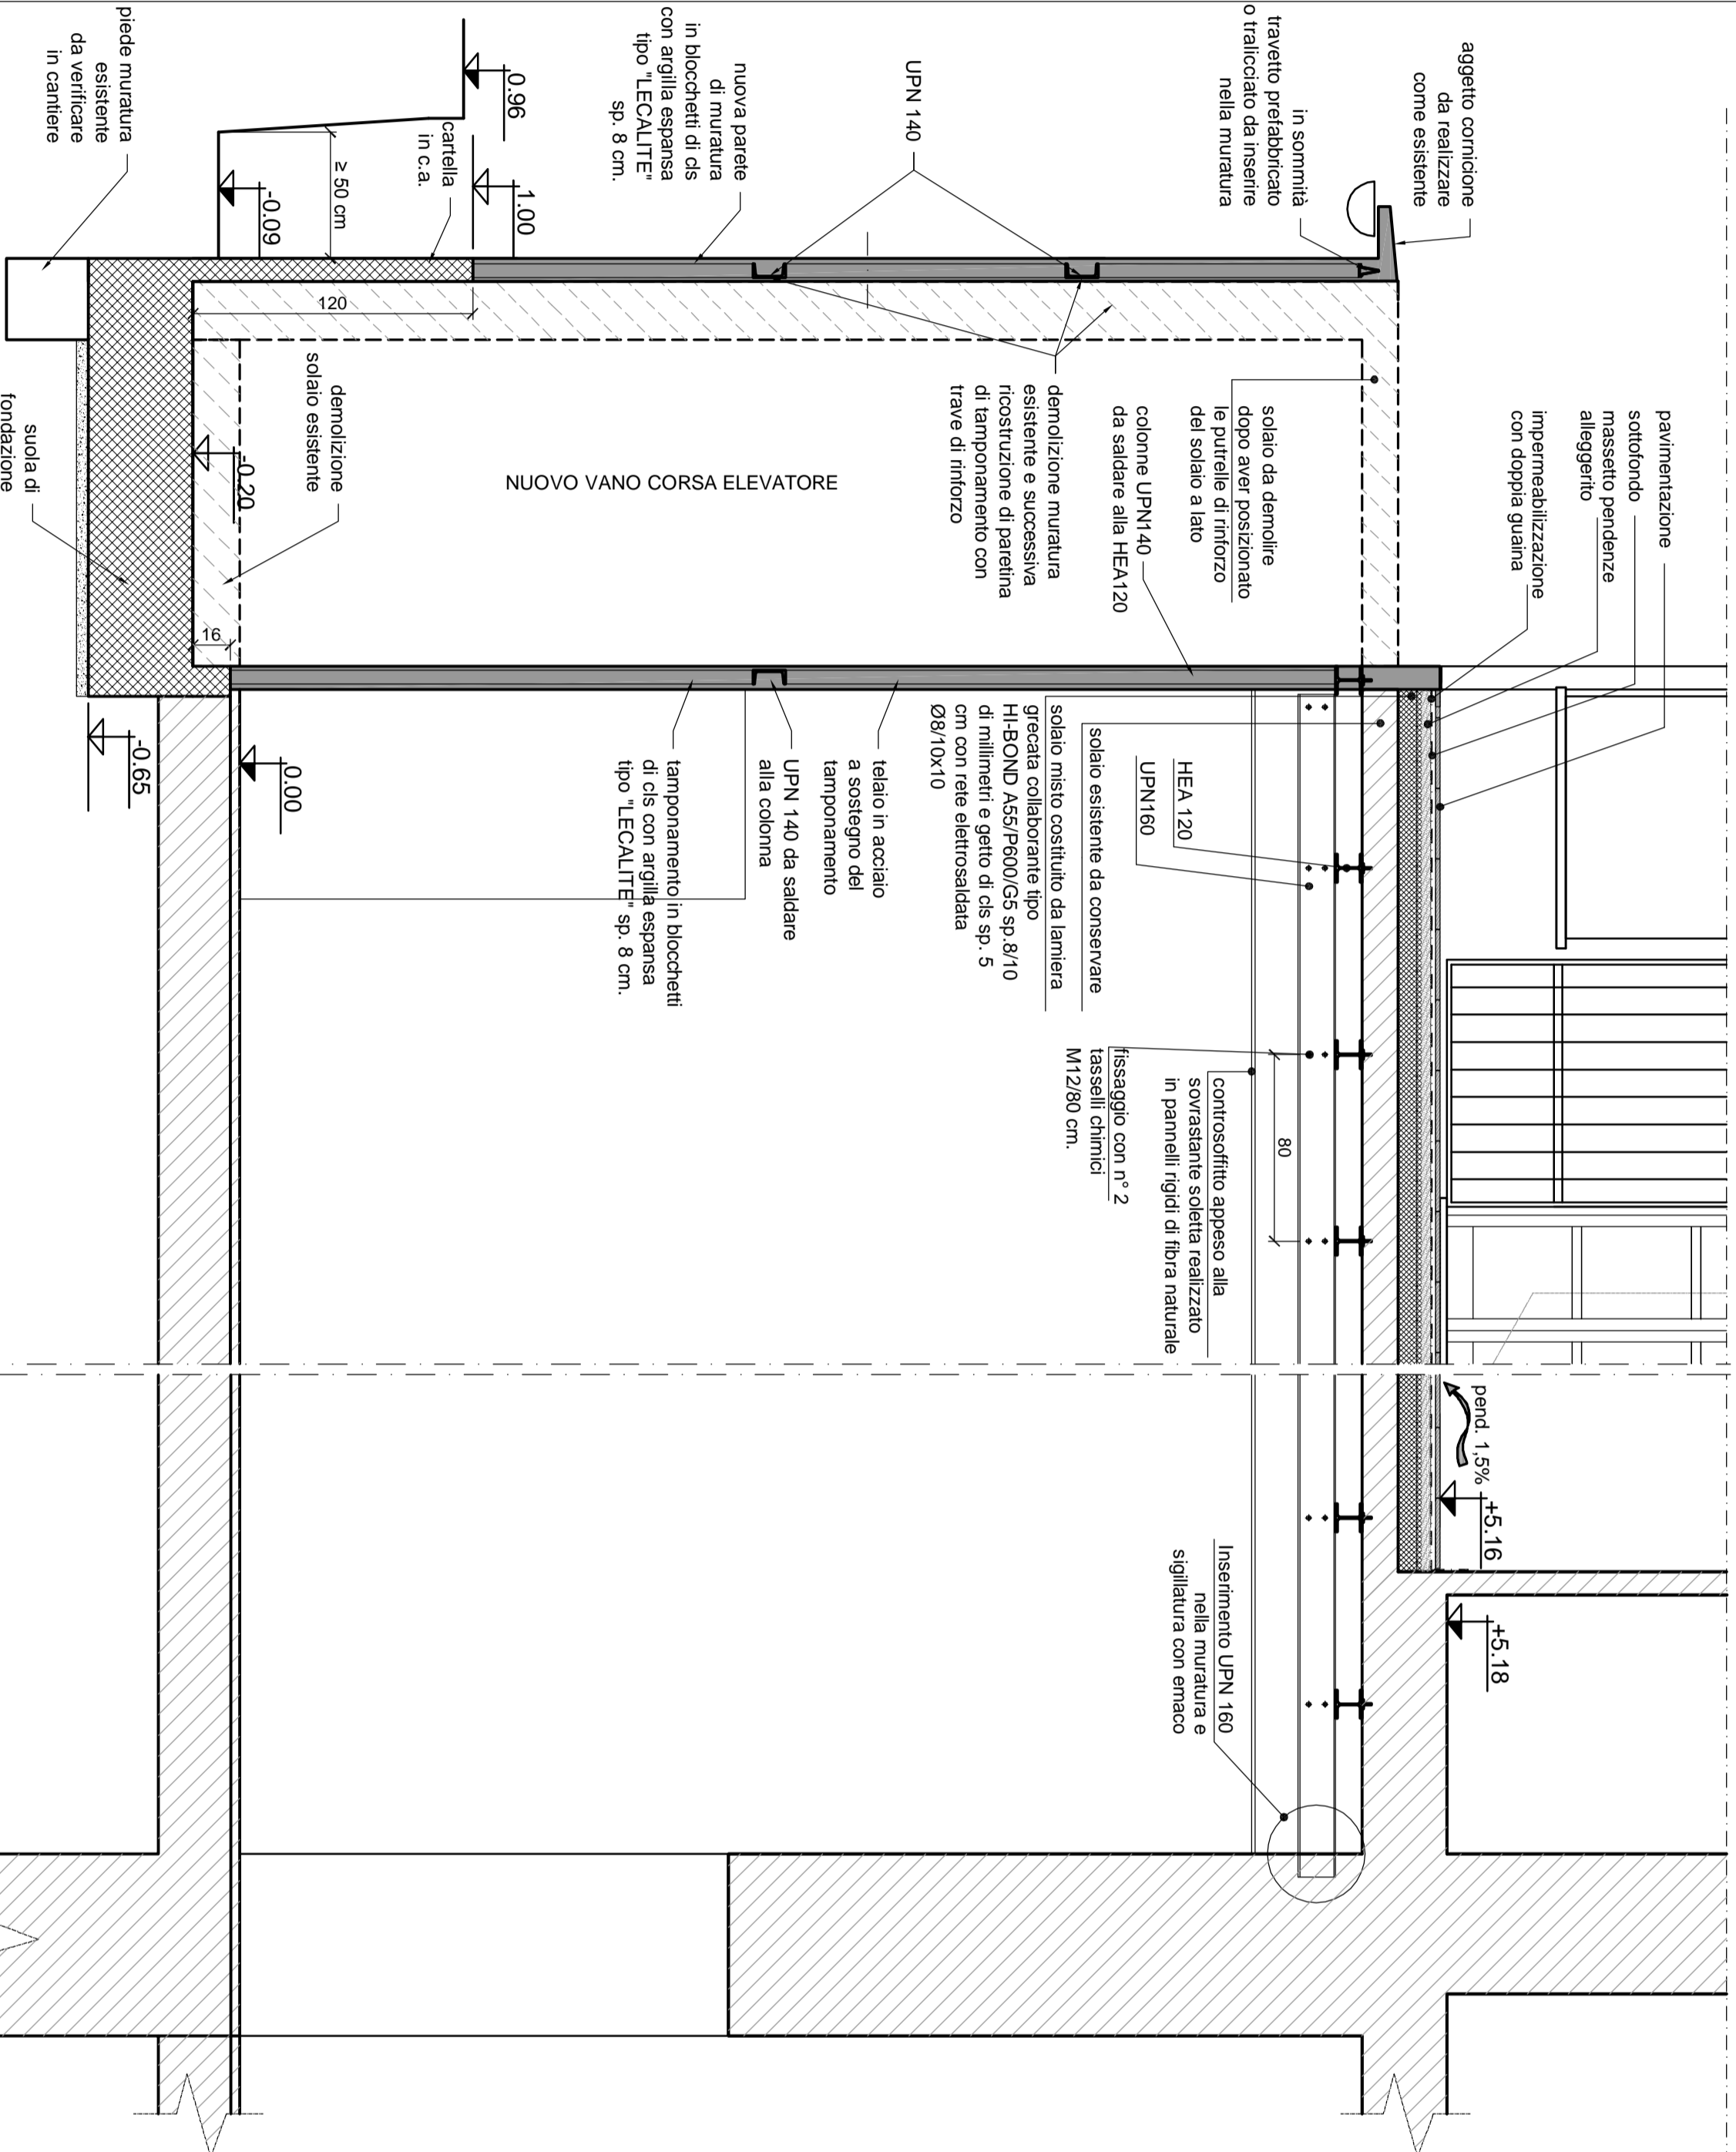 aggetto cornicione
da realizzare
come esistente
in sommità
travetto prefabbricato
o tralicciato da inserire
nella muratura
UPN 140
nuova parete
di muratura
in blocchetti di cls
con argilla espansa
tipo "LECALITE"
sp. 8 cm.
0.96
1.00
cartella
in c.a.
≥ 50 cm
-0.09
piede muratura
esistente
da verificare
in cantiere
120
pavimentazione
sottofondo
massetto pendenze
alleggerito
impermeabilizzazione
con doppia guaina
solaio da demolire
dopo aver posizionato
le putrelle di rinforzo
del solaio a lato
colonne UPN140
da saldare alla HEA120
demolizione muratura
esistente e successiva
ricostruzione di paretina
di tamponamento con
trave di rinforzo
NUOVO VANO CORSA ELEVATORE
demolizione
solaio esistente
-0.20
16
suola di
fondazione
HEA 120
UPN160
solaio esistente da conservare
solaio misto costituito da lamiera
grecata collaborante tipo
HI-BOND A55/P600/G5 sp.8/10
di millimetri e getto di cls sp. 5
cm con rete elettrosaldata
Ø8/10x10
telaio in acciaio
a sostegno del
tamponamento
UPN 140 da saldare
alla colonna
tamponamento in blocchetti
di cls con argilla espansa
tipo "LECALITE" sp. 8 cm.
0.00
-0.65
80
controsoffitto appeso alla
sovrastante soletta realizzato
in pannelli rigidi di fibra naturale
fissaggio con n° 2
tasselli chimici
M12/80 cm.
pend. 1,5%
+5.16
+5.18
Inserimento UPN 160
nella muratura e
sigillatura con emaco